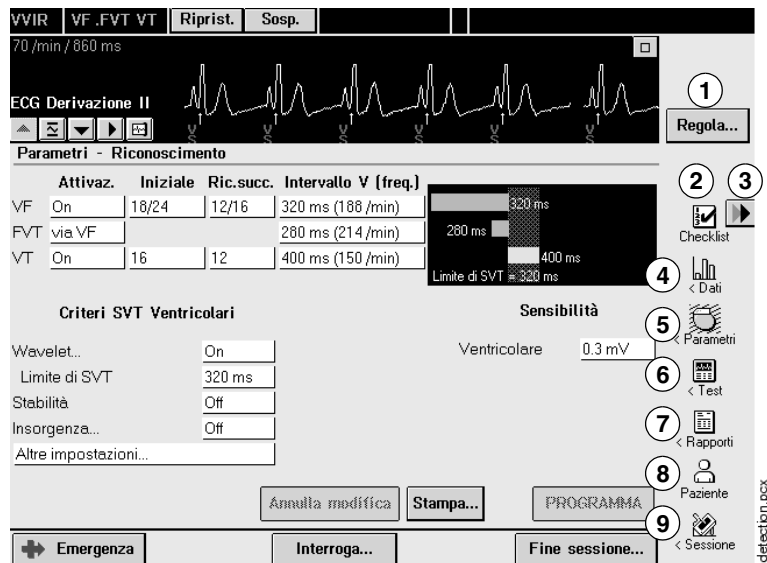 VVIR VF .FVT VT Riprist. Sosp.
70 /min / 860 ms
ECG Derivazione II
V S V S V S V S V S V S
1
Regola...
Parametri - Riconoscimento
Attivaz. Iniziale Ric.succ. Intervallo V (freq.)
VF On 18/24 12/16 320 ms (188 /min)
FVT via VF 280 ms (214 /min)
VT On 16 12 400 ms (150 /min)
320 ms
280 ms
400 ms
Limite di SVT = 320 ms
2 3
Checklist
4
< Dati
5
< Parametri
6
< Test
7
< Rapporti
8
Paziente
9
< Sessione
Criteri SVT Ventricolari
Wavelet... On
Limite di SVT 320 ms
Stabilità Off
Insorgenza... Off
Altre impostazioni...
Sensibilità
Ventricolare 0.3 mV
Annulla modifica Stampa... PROGRAMMA
Emergenza Interroga... Fine sessione...
detection.pcx